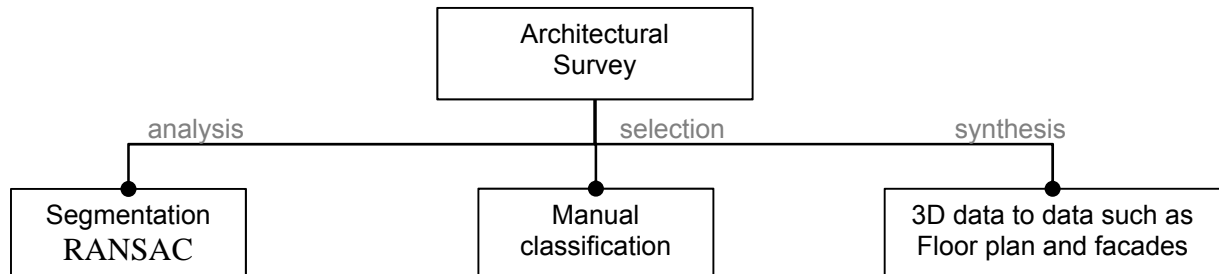 Architectural
Survey
analysis
selection
synthesis
Segmentation
RANSAC
Manual
classification
3D data to data such as
Floor plan and facades